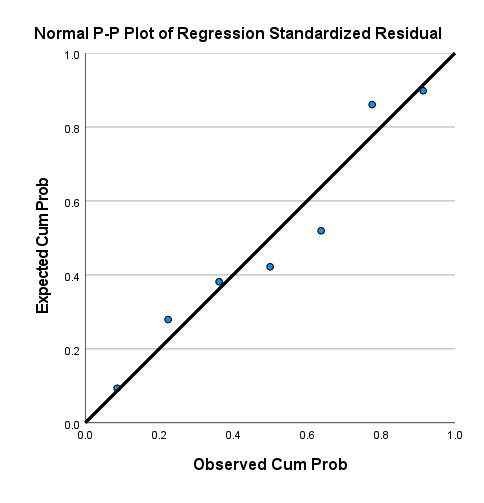 Normal P-P Plot of Regression Standardized Residual
Expected Cum Prob
1.0
0.8
0.6
0.4
0.2
0.0
0.0 0.2 0.4 0.6 0.8 1.0
Observed Cum Prob